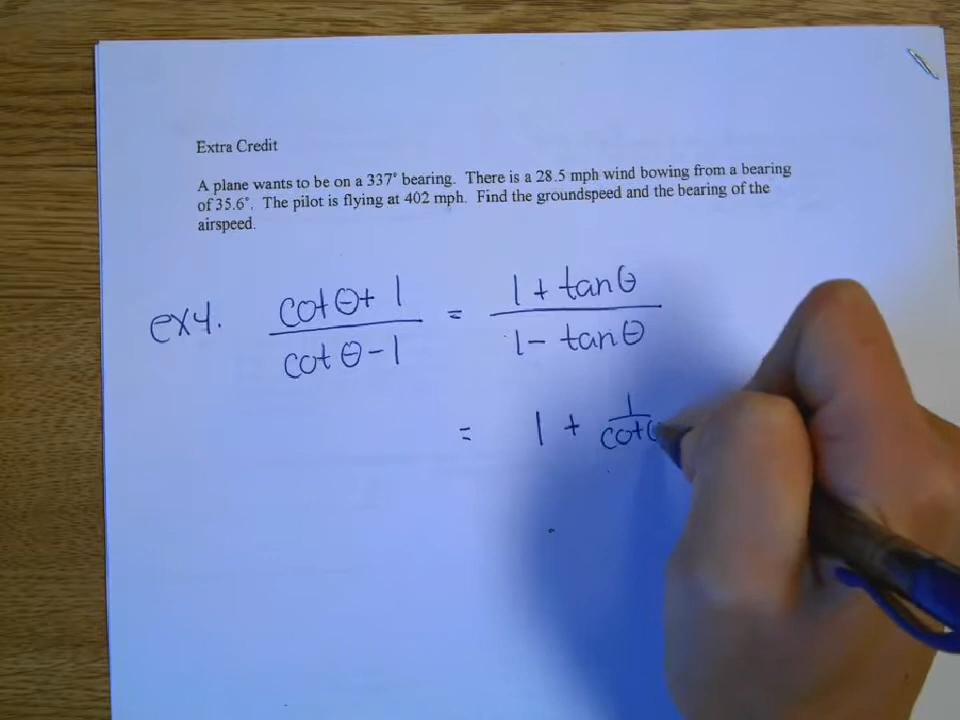 Extra Credit
A plane wants to be on a 337° bearing. There is a 28.5 mph wind bowing from a bearing
of 35.6°. The pilot is flying at 402 mph. Find the groundspeed and the bearing of the
airspeed.
ex4. (cot θ + 1)/(cot θ - 1) = (1 + tan θ)/(1 - tan θ)
= 1 + 1/cot θ